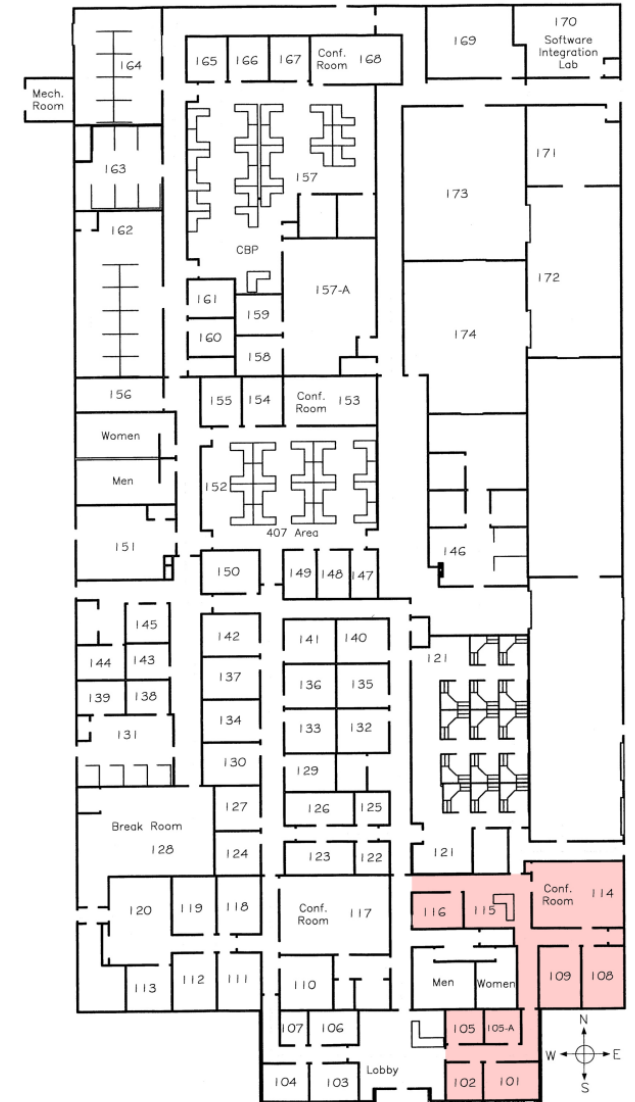 170
Software
Integration
Lab
169
165
166
167
Conf.
Room
168
164
Mech.
Room
163
171
157
173
162
CBP
172
157-A
161
159
160
174
158
156
155
154
Conf.
Room
153
Women
Men
152
407 Area
151
146
150
149
148
147
145
142
141
140
121
144
143
137
136
135
139
138
134
133
132
131
130
129
127
126
125
Break Room
128
124
123
122
121
120
119
118
Conf.
Room
117
116
115
Conf.
Room
114
113
112
111
110
Men
Women
109
108
107
106
105
105-A
N
W
E
S
Lobby
104
103
102
101